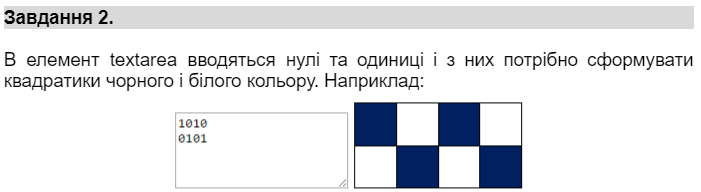 Завдання 2.
В елемент textarea вводяться нулі та одиниці і з них потрібно сформувати
квадратики чорного і білого кольору. Наприклад:
1010
0101